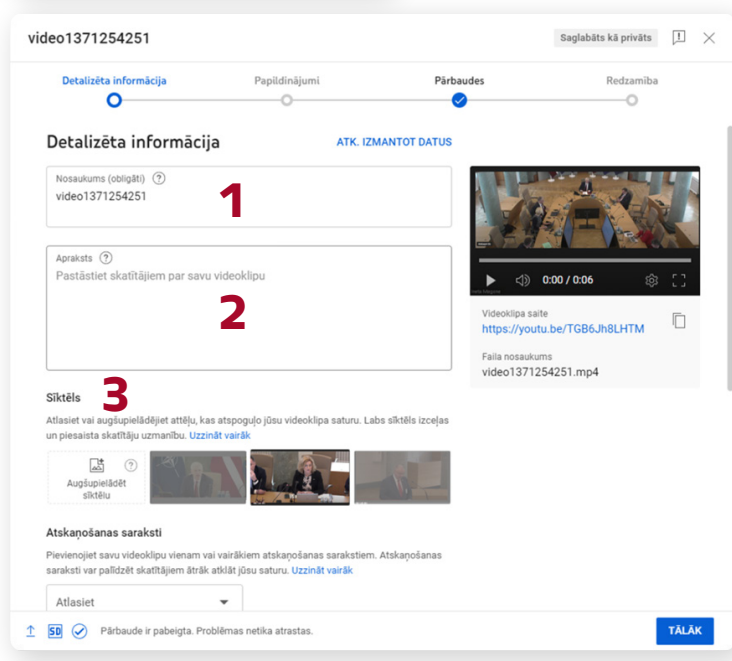 video1371254251
Saglabāts kā privāts
Detalizēta informācija
Papildinājumi
Pārbaudes
Redzamība
Detalizēta informācija
ATK. IZMANTOT DATUS
Nosaukums (obligāti)
video1371254251
1
Apraksts
Pastāstiet skatītājiem par savu videoklipu
2
0:00 / 0:06
Videoklipa saite
https://youtu.be/TGB6Jh8LHTM
Faila nosaukums
video1371254251.mp4
3
Sīktēls
Atlasiet vai augšupielādējiet attēlu, kas atspoguļo jūsu videoklipa saturu. Labs sīktēls izceļas
un piesaista skatītāju uzmanību. Uzzināt vairāk
Augšupielādēt
sīktēlu
Atskaņošanas saraksti
Pievienojiet savu videoklipu vienam vai vairākiem atskaņošanas sarakstiem. Atskaņošanas
saraksti var palīdzēt skatītājiem ātrāk atklāt jūsu saturu. Uzzināt vairāk
Atlasiet
SD
Pārbaude ir pabeigta. Problēmas netika atrastas.
TĀLĀK